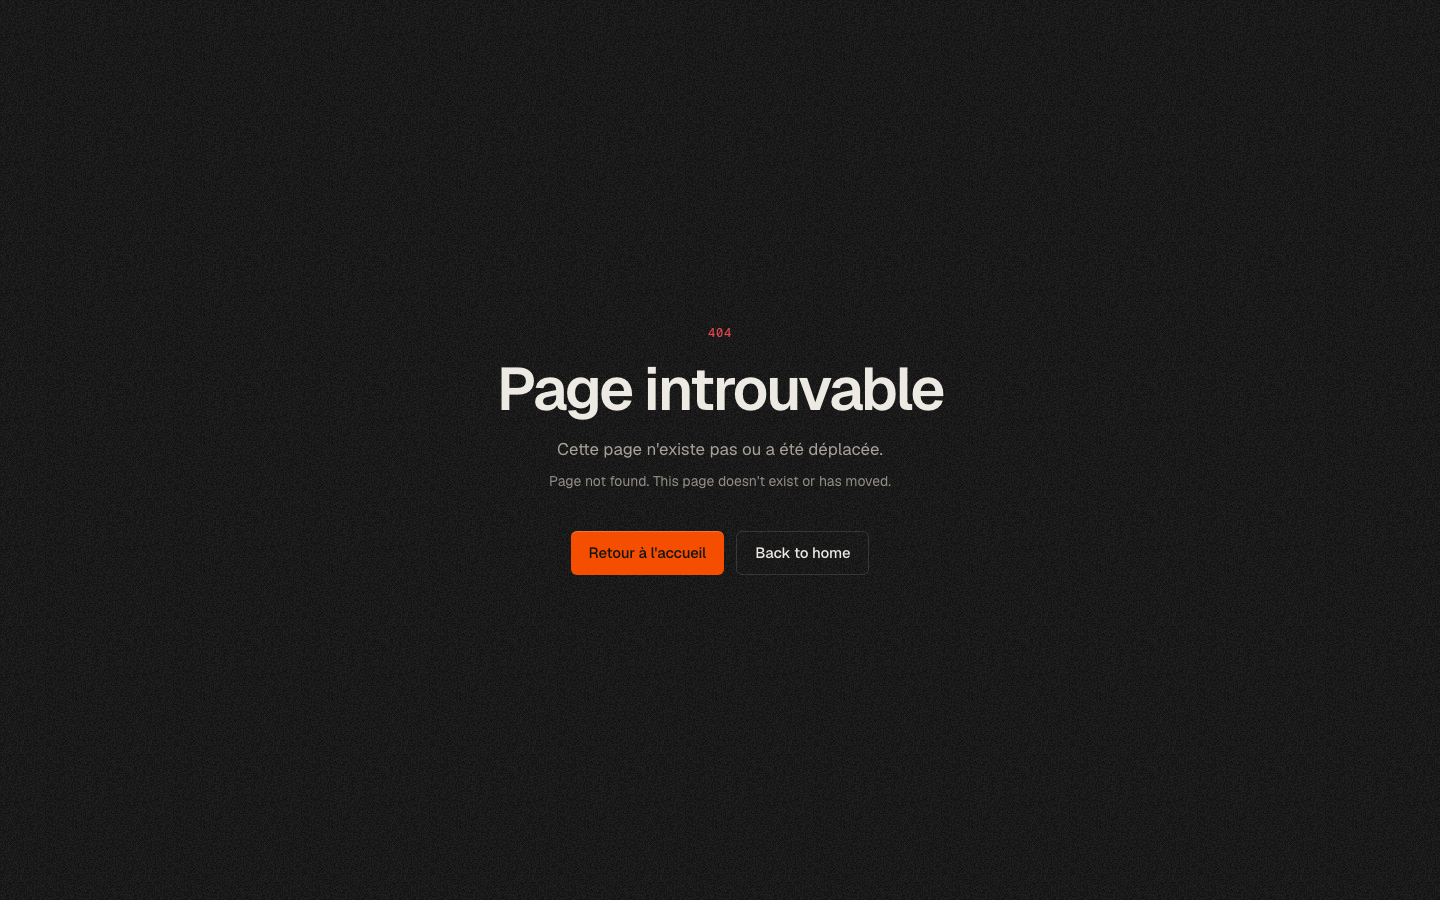 404
Page introuvable
Cette page n'existe pas ou a été déplacée.
Page not found. This page doesn't exist or has moved.
Retour à l'accueil
Back to home